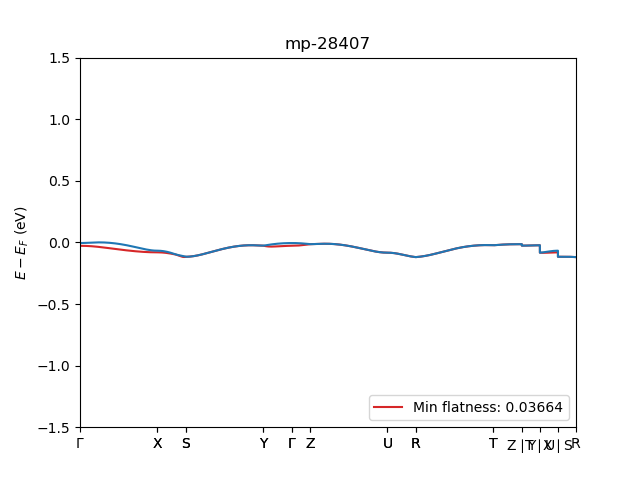 mp-28407
1.5
1.0
0.5
0.0
−0.5
−1.0
−1.5
E − E_F (eV)
Min flatness: 0.03664
Γ X S Y Γ Z U R T Z|T Y|X U|S R